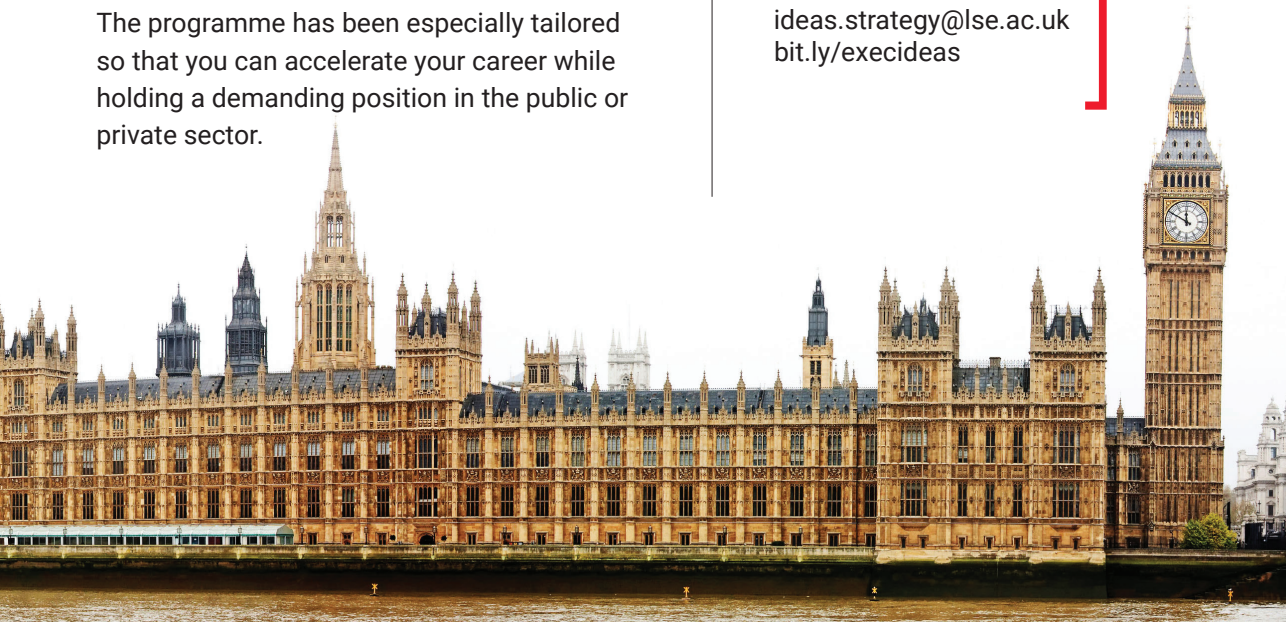 The programme has been especially tailored
so that you can accelerate your career while
holding a demanding position in the public or
private sector.
ideas.strategy@lse.ac.uk
bit.ly/execideas